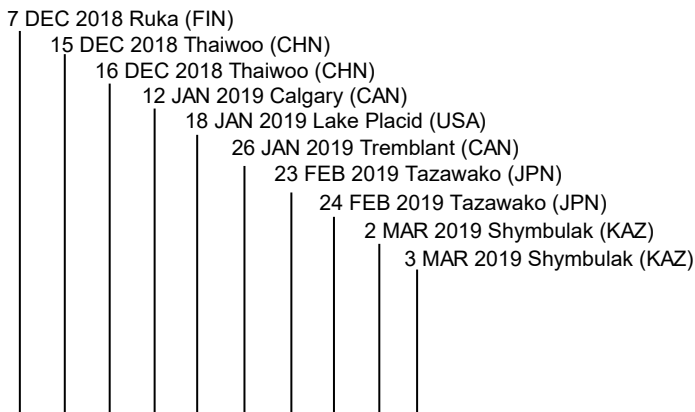 7 DEC 2018 Ruka (FIN)
15 DEC 2018 Thaiwoo (CHN)
16 DEC 2018 Thaiwoo (CHN)
12 JAN 2019 Calgary (CAN)
18 JAN 2019 Lake Placid (USA)
26 JAN 2019 Tremblant (CAN)
23 FEB 2019 Tazawako (JPN)
24 FEB 2019 Tazawako (JPN)
2 MAR 2019 Shymbulak (KAZ)
3 MAR 2019 Shymbulak (KAZ)